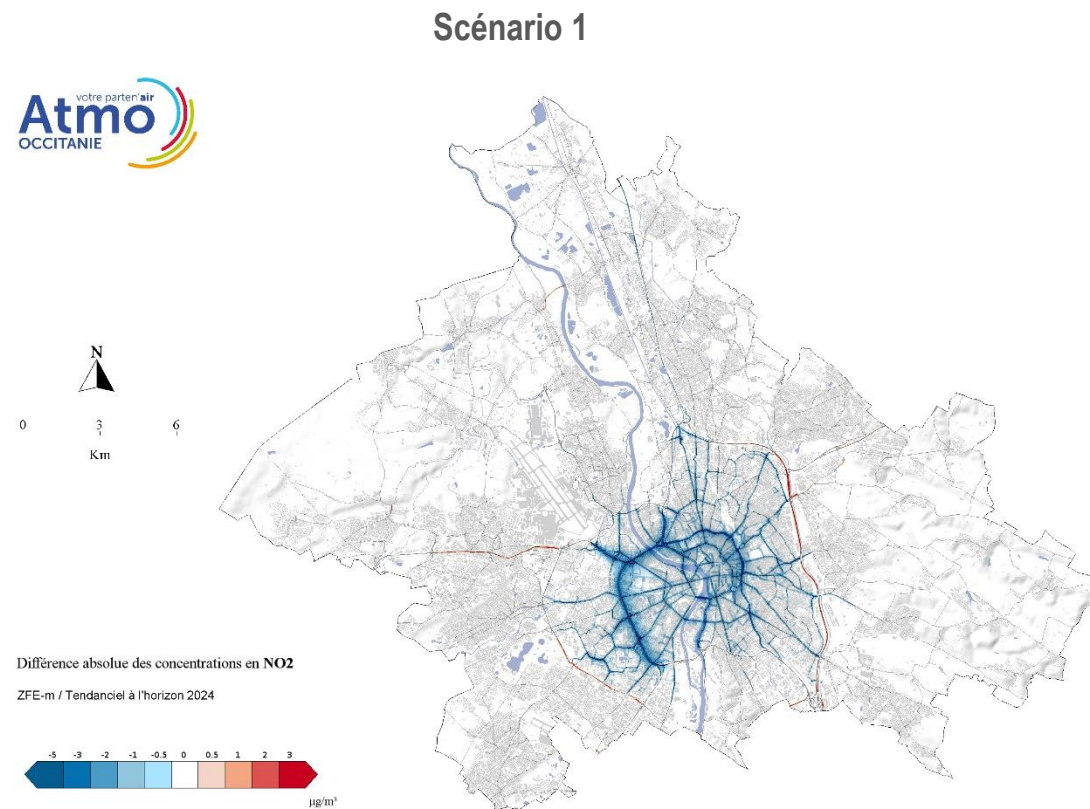 Scénario 1
votre parten'air
Atmo
OCCITANIE
N
0 3 6
Km
Différence absolue des concentrations en NO2
ZFE-m / Tendanciel à l'horizon 2024
-5 -3 -2 -1 -0.5 0 0.5 1 2 3
µg/m³